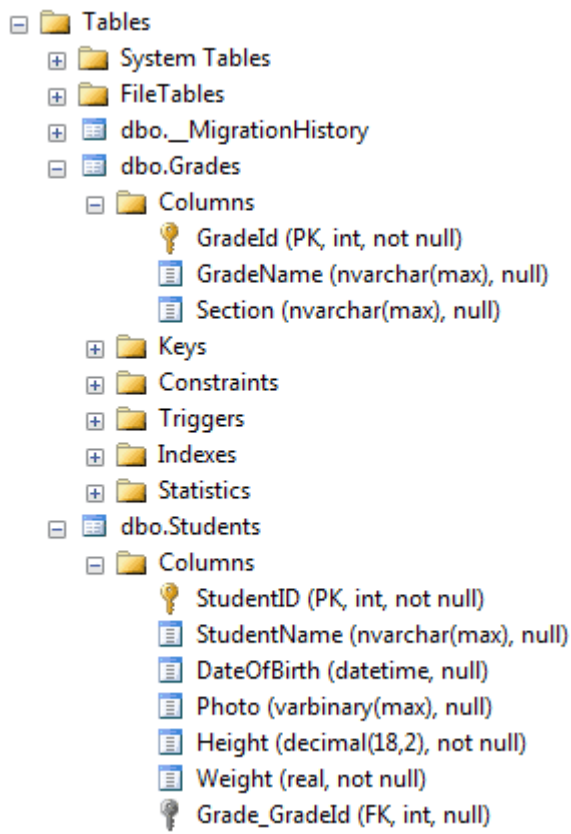 Tables
System Tables
FileTables
dbo.__MigrationHistory
dbo.Grades
Columns
GradeId (PK, int, not null)
GradeName (nvarchar(max), null)
Section (nvarchar(max), null)
Keys
Constraints
Triggers
Indexes
Statistics
dbo.Students
Columns
StudentID (PK, int, not null)
StudentName (nvarchar(max), null)
DateOfBirth (datetime, null)
Photo (varbinary(max), null)
Height (decimal(18,2), not null)
Weight (real, not null)
Grade_GradeId (FK, int, null)